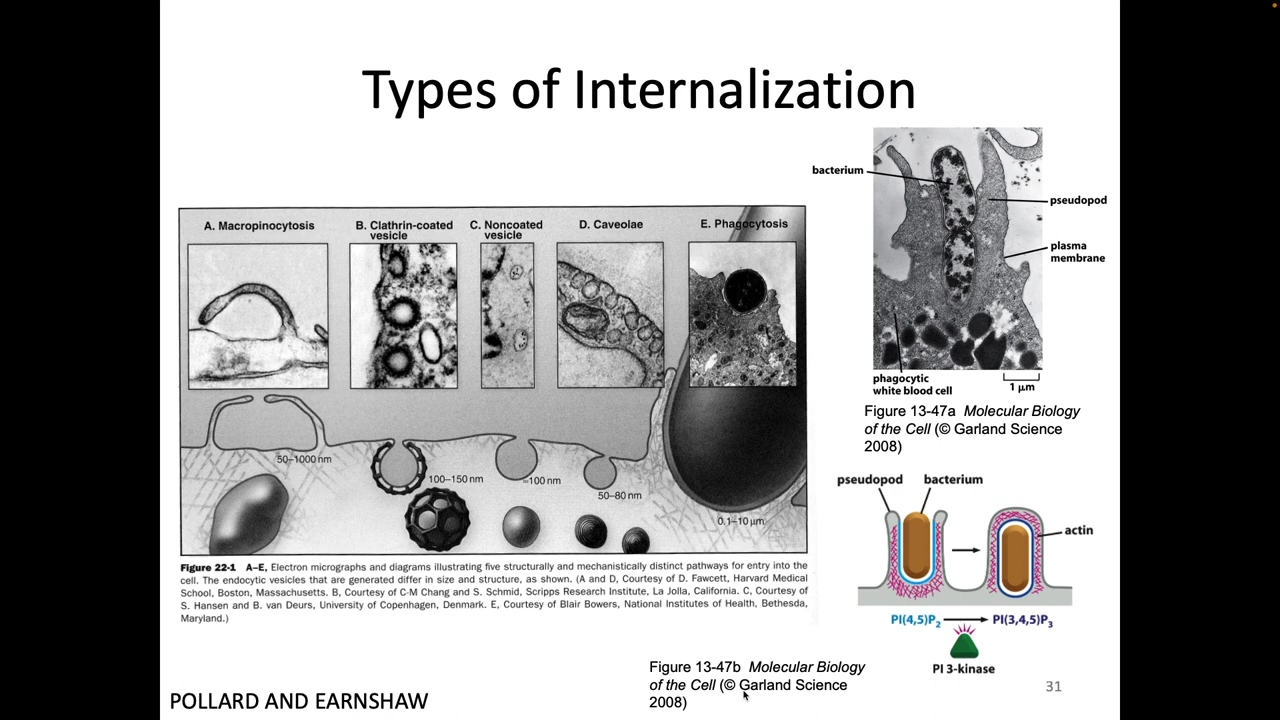 Types of Internalization
A. Macropinocytosis
B. Clathrin-coated
vesicle
C. Noncoated
vesicle
D. Caveolae
E. Phagocytosis
50–1000 nm
100–150 nm
≈100 nm
50–80 nm
0.1–10 µm
Figure 22-1 A–E, Electron micrographs and diagrams illustrating five structurally and mechanistically distinct pathways for entry into the
cell. The endocytic vesicles that are generated differ in size and structure, as shown. (A and D, Courtesy of D. Fawcett, Harvard Medical
School, Boston, Massachusetts. B, Courtesy of C-M Chang and S. Schmid, Scripps Research Institute, La Jolla, California. C, Courtesy of
S. Hansen and B. van Deurs, University of Copenhagen, Denmark. E, Courtesy of Blair Bowers, National Institutes of Health, Bethesda,
Maryland.)
bacterium
pseudopod
plasma
membrane
phagocytic
white blood cell
1 µm
Figure 13-47a Molecular Biology
of the Cell (© Garland Science
2008)
pseudopod
bacterium
actin
PI(4,5)P2
PI(3,4,5)P3
PI 3-kinase
Figure 13-47b Molecular Biology
of the Cell (© Garland Science
2008)
POLLARD AND EARNSHAW
31